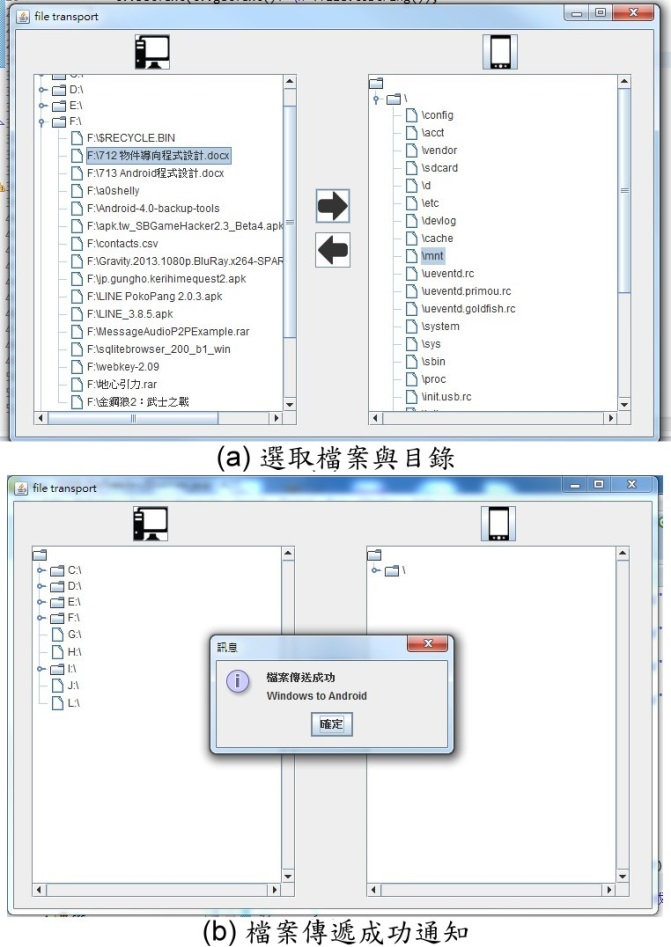 file transport
D:\
E:\
F:\
F:\$RECYCLE.BIN
F:\712 物件導向程式設計.docx
F:\713 Android程式設計.docx
F:\a0shelly
F:\Android-4.0-backup-tools
F:\apk.tw_SBGameHacker2.3_Beta4.apk
F:\contacts.csv
F:\Gravity.2013.1080p.BluRay.x264-SPAR
F:\jp.gungho.kerihimequest2.apk
F:\LINE PokoPang 2.0.3.apk
F:\LINE_3.8.5.apk
F:\MessageAudioP2PExample.rar
F:\sqlitebrowser_200_b1_win
F:\webkey-2.09
F:\地心引力.rar
F:\金鋼狼2：武士之戰
\
\config
\acct
\vendor
\sdcard
\d
\etc
\devlog
\cache
\mnt
\ueventd.rc
\ueventd.primou.rc
\ueventd.goldfish.rc
\system
\sys
\sbin
\proc
\init.usb.rc
(a) 選取檔案與目錄
file transport
C:\
D:\
E:\
F:\
G:\
H:\
I:\
J:\
L:\
\
訊息
檔案傳送成功
Windows to Android
確定
(b) 檔案傳遞成功通知